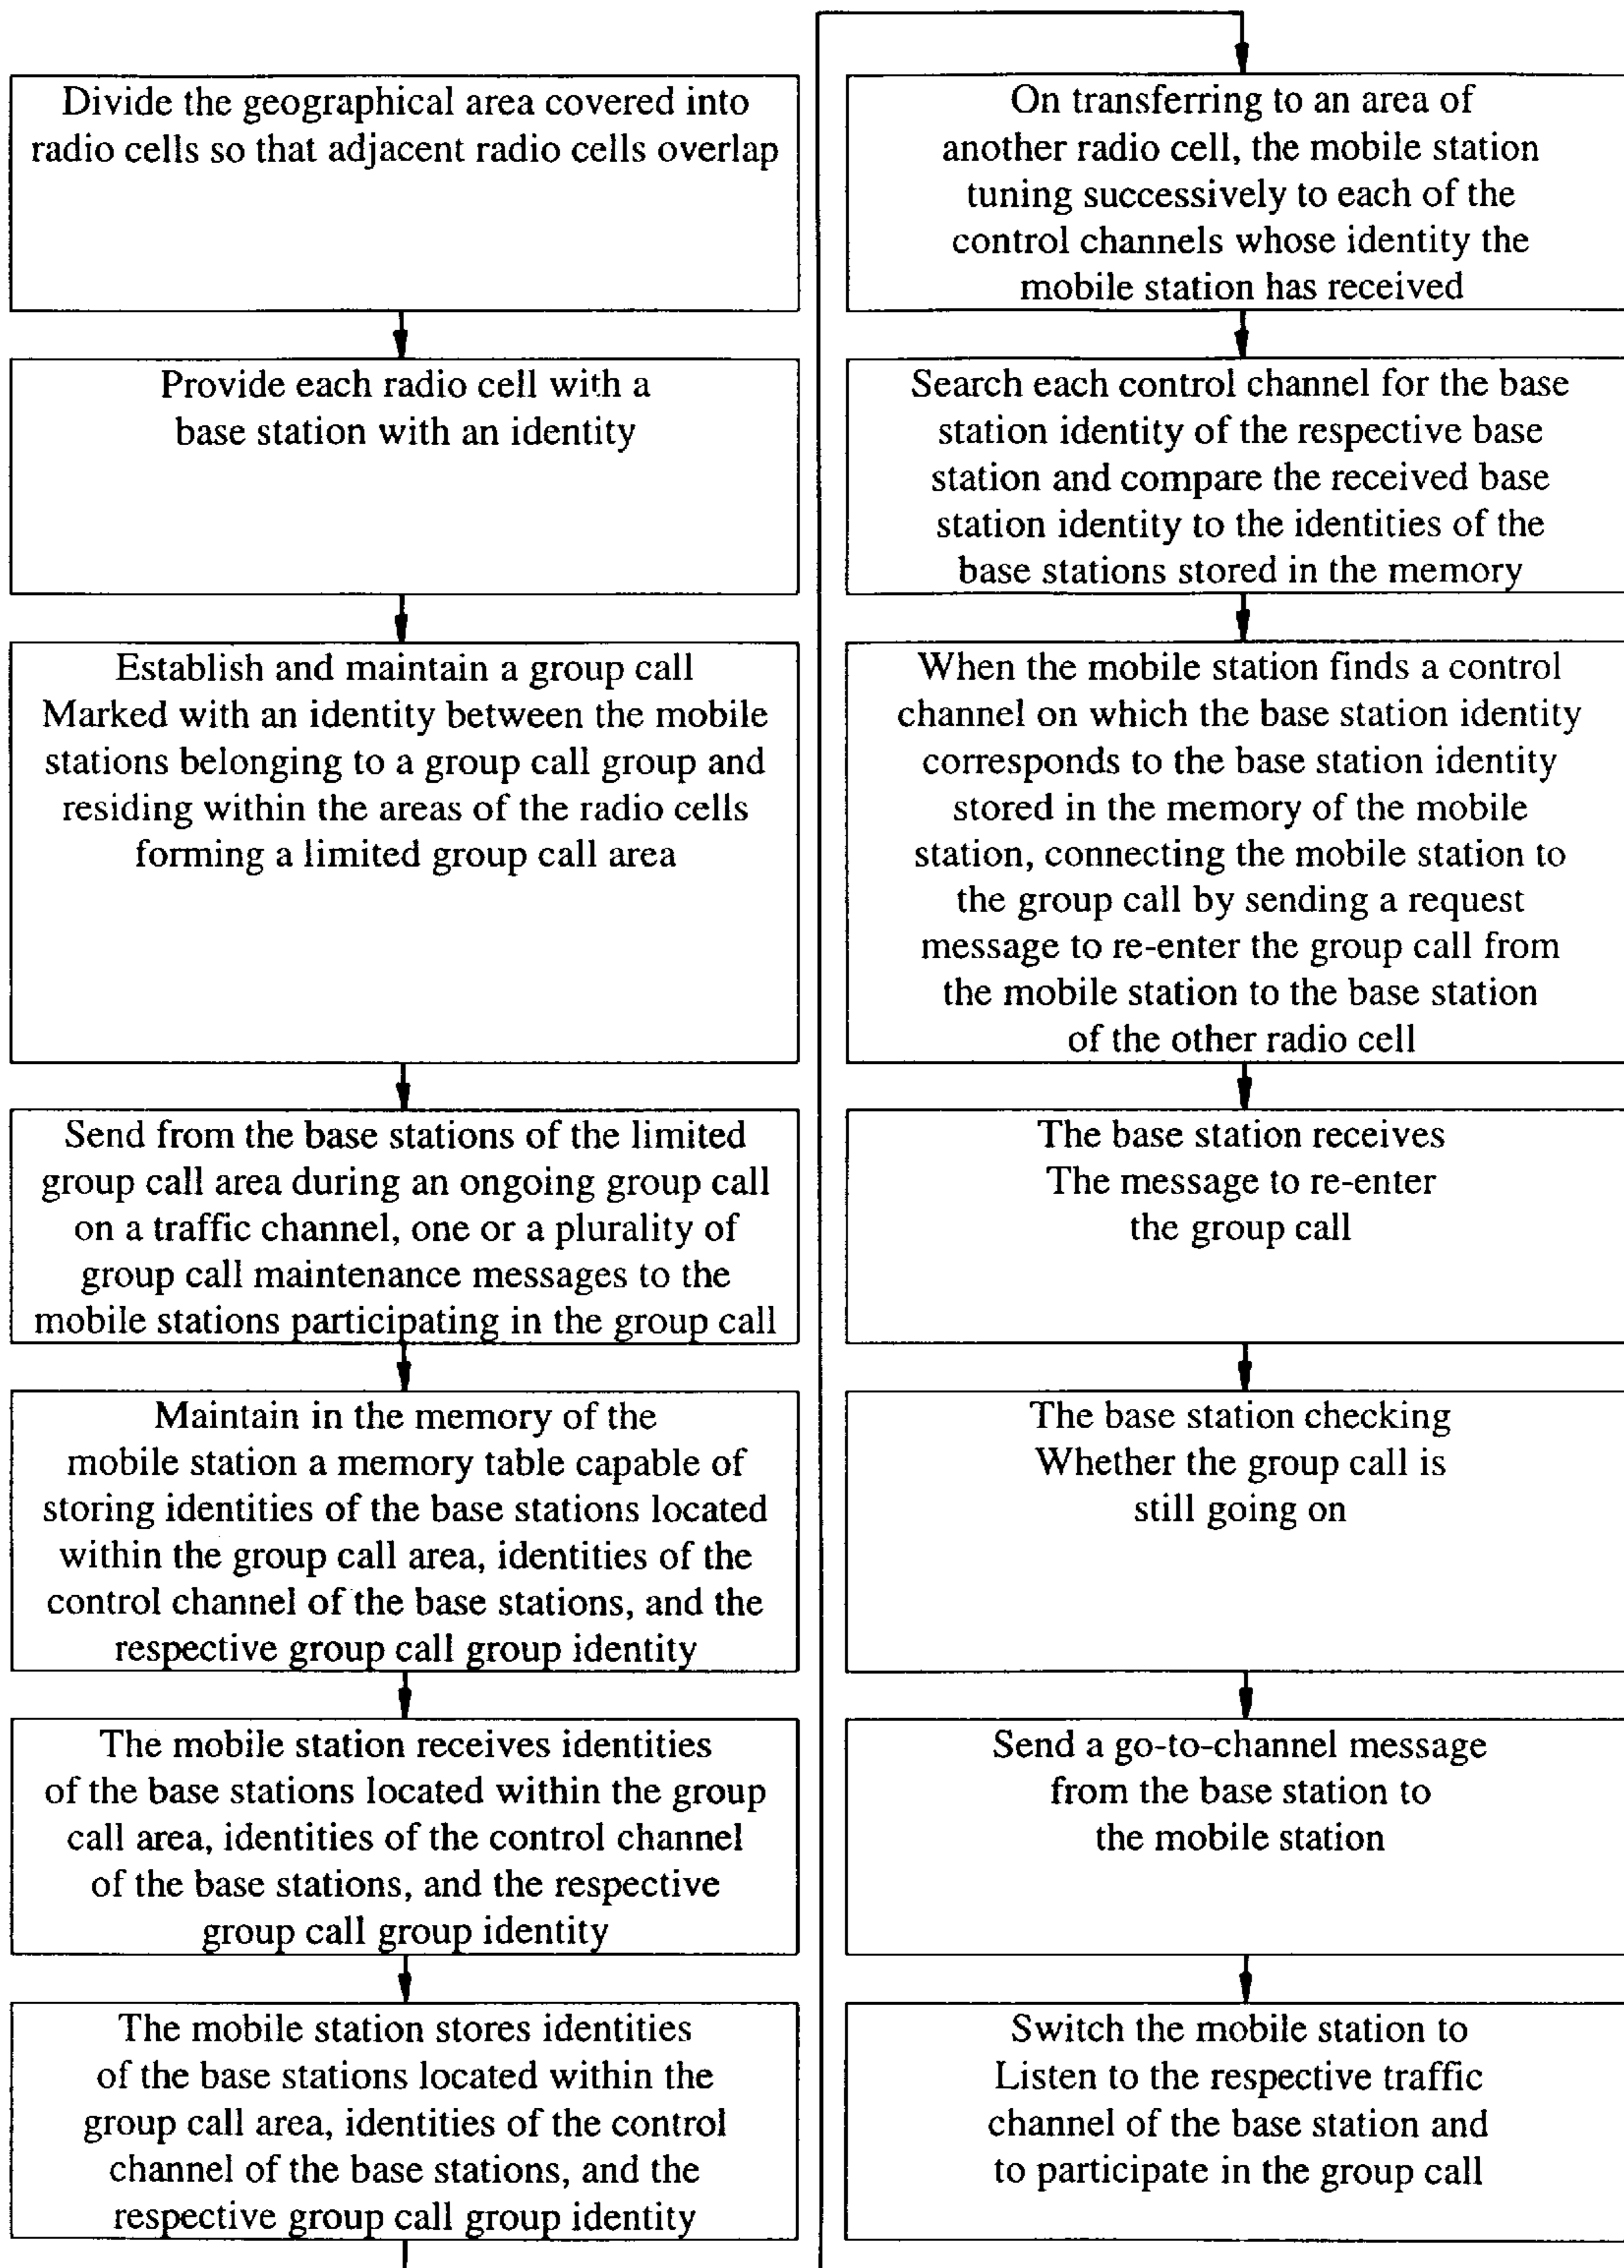 Divide the geographical area covered into
radio cells so that adjacent radio cells overlap
Provide each radio cell with a
base station with an identity
Establish and maintain a group call
Marked with an identity between the mobile
stations belonging to a group call group and
residing within the areas of the radio cells
forming a limited group call area
Send from the base stations of the limited
group call area during an ongoing group call
on a traffic channel, one or a plurality of
group call maintenance messages to the
mobile stations participating in the group call
Maintain in the memory of the
mobile station a memory table capable of
storing identities of the base stations located
within the group call area, identities of the
control channel of the base stations, and the
respective group call group identity
The mobile station receives identities
of the base stations located within the group
call area, identities of the control channel
of the base stations, and the respective
group call group identity
The mobile station stores identities
of the base stations located within the
group call area, identities of the control
channel of the base stations, and the
respective group call group identity
On transferring to an area of
another radio cell, the mobile station
tuning successively to each of the
control channels whose identity the
mobile station has received
Search each control channel for the base
station identity of the respective base
station and compare the received base
station identity to the identities of the
base stations stored in the memory
When the mobile station finds a control
channel on which the base station identity
corresponds to the base station identity
stored in the memory of the mobile
station, connecting the mobile station to
the group call by sending a request
message to re-enter the group call from
the mobile station to the base station
of the other radio cell
The base station receives
The message to re-enter
the group call
The base station checking
Whether the group call is
still going on
Send a go-to-channel message
from the base station to
the mobile station
Switch the mobile station to
Listen to the respective traffic
channel of the base station and
to participate in the group call